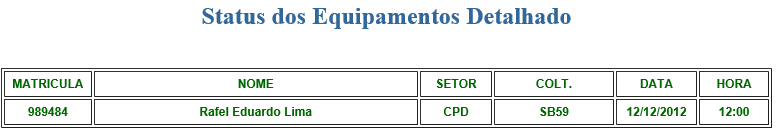 Status dos Equipamentos Detalhado
MATRICULA NOME SETOR COLT. DATA HORA
989484 Rafel Eduardo Lima CPD SB59 12/12/2012 12:00